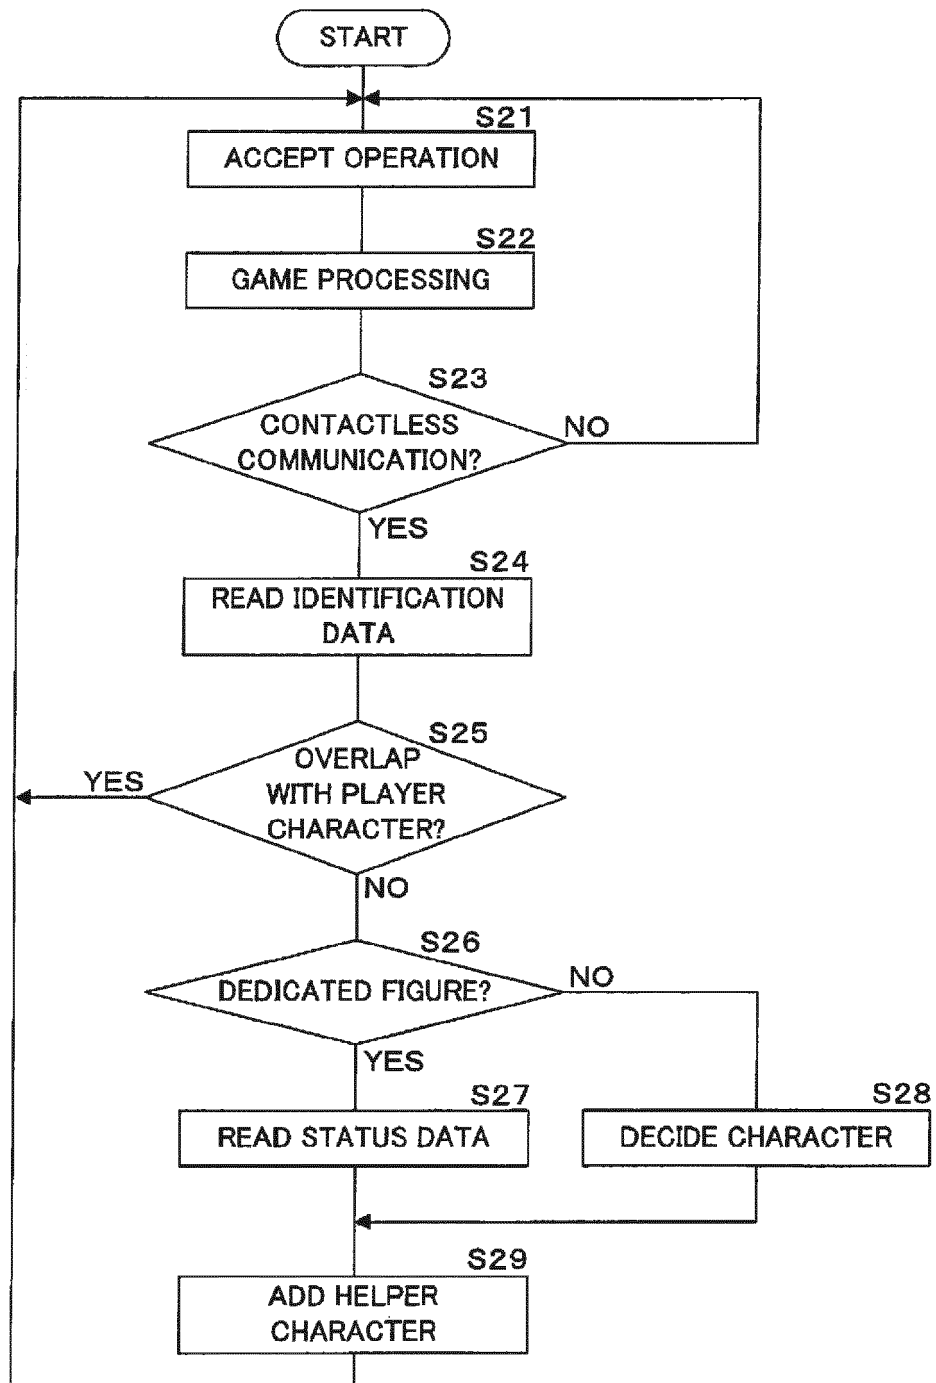 START
S21
ACCEPT OPERATION
S22
GAME PROCESSING
S23
CONTACTLESS
COMMUNICATION?
NO
YES
S24
READ IDENTIFICATION
DATA
S25
OVERLAP
WITH PLAYER
CHARACTER?
YES
NO
S26
DEDICATED FIGURE?
NO
YES
S27
READ STATUS DATA
S28
DECIDE CHARACTER
S29
ADD HELPER
CHARACTER